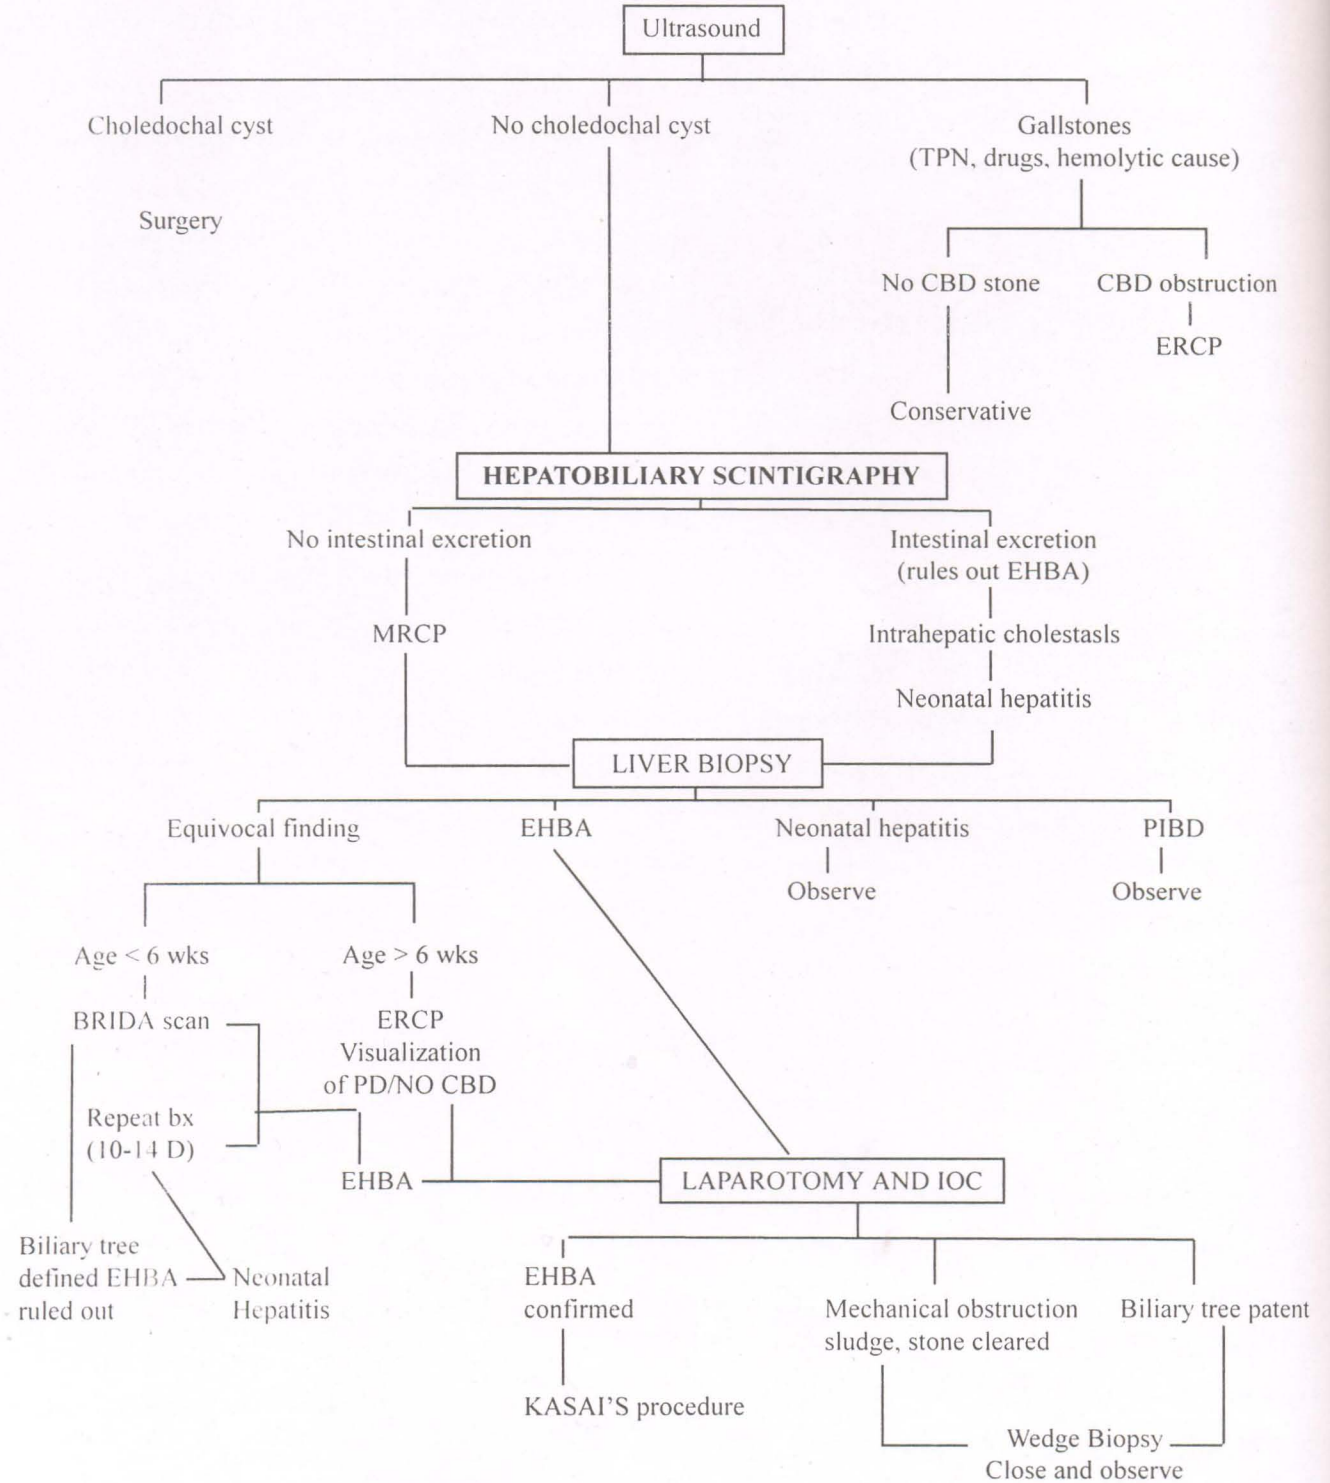 Ultrasound
Choledochal cyst
No choledochal cyst
Gallstones
(TPN, drugs, hemolytic cause)
Surgery
No CBD stone
CBD obstruction
ERCP
Conservative
HEPATOBILIARY SCINTIGRAPHY
No intestinal excretion
Intestinal excretion
(rules out EHBA)
MRCP
Intrahepatic cholestasls
Neonatal hepatitis
LIVER BIOPSY
Equivocal finding
EHBA
Neonatal hepatitis
PIBD
Observe
Observe
Age < 6 wks
Age > 6 wks
BRIDA scan
ERCP
Visualization
of PD/NO CBD
Repeat bx
(10-14 D)
EHBA
LAPAROTOMY AND IOC
Biliary tree
defined EHBA
ruled out
Neonatal
Hepatitis
EHBA
confirmed
Mechanical obstruction
sludge, stone cleared
Biliary tree patent
KASAI'S procedure
Wedge Biopsy
Close and observe